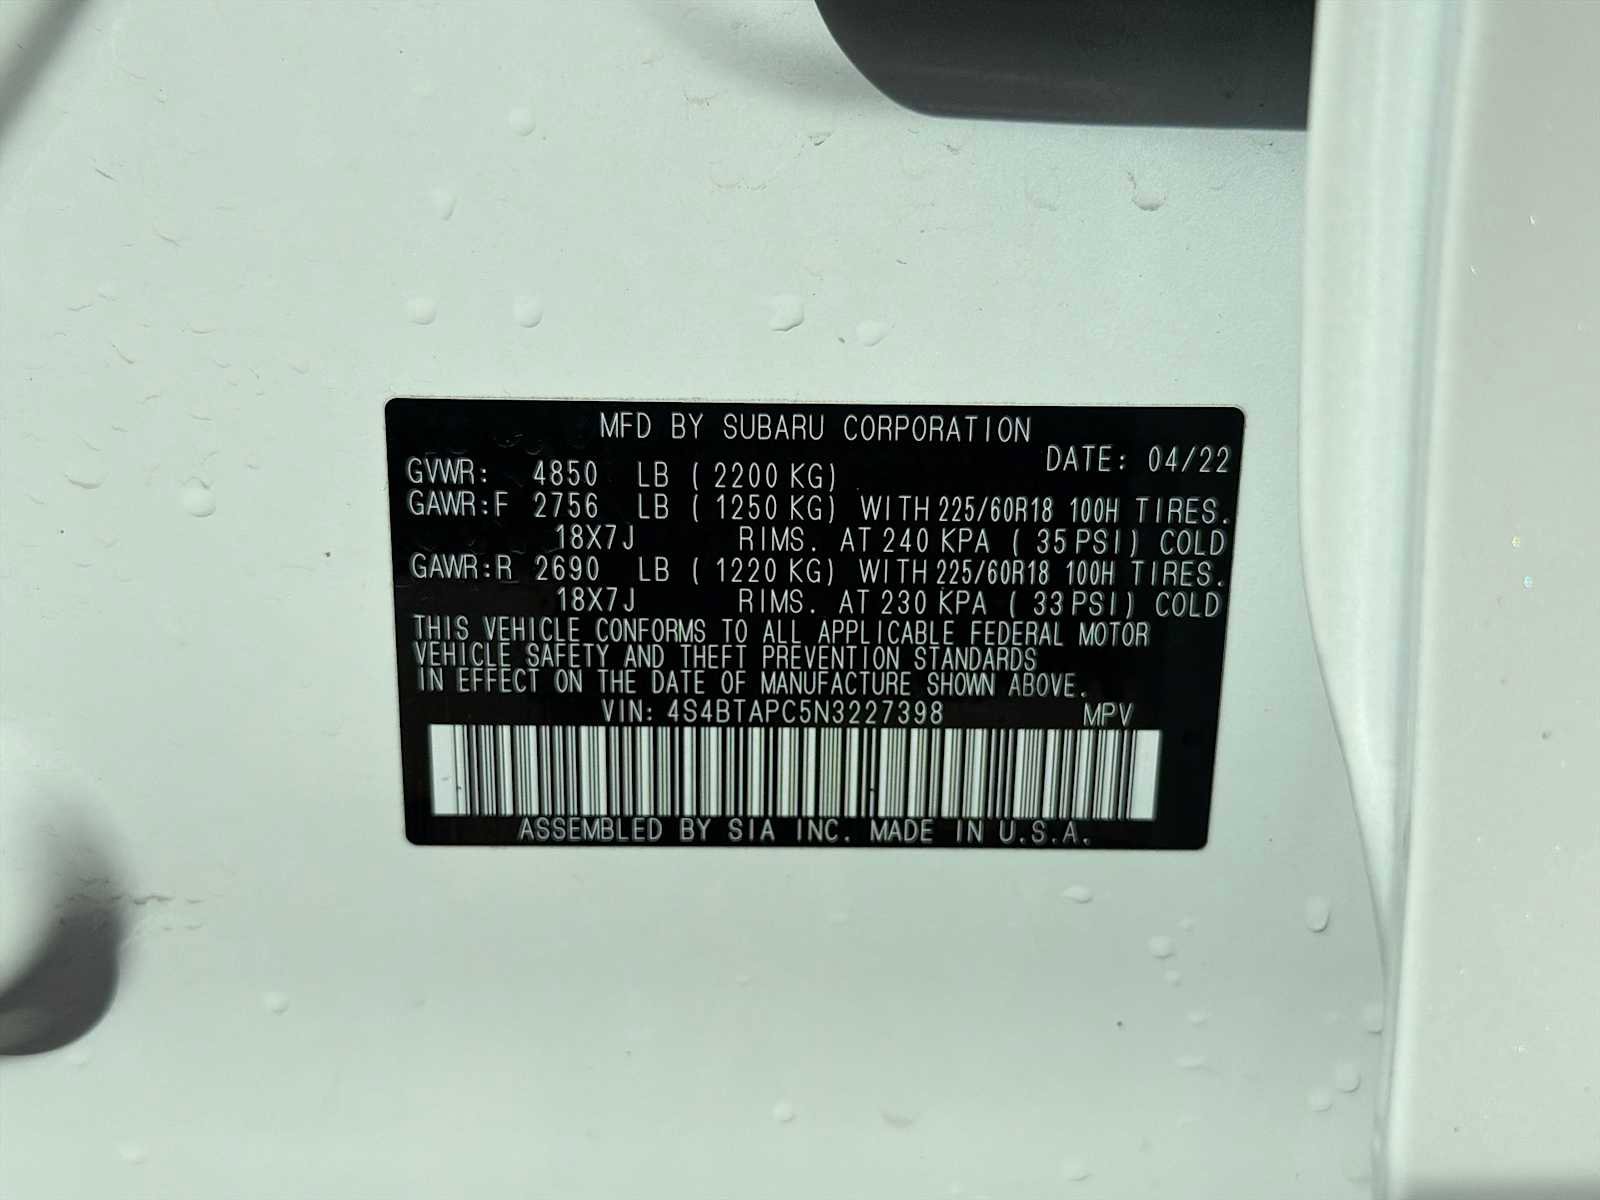 MFD BY SUBARU CORPORATION
DATE: 04/22
GVWR: 4850 LB ( 2200 KG)
GAWR:F 2756 LB ( 1250 KG) WITH 225/60R18 100H TIRES.
18X7J RIMS. AT 240 KPA ( 35 PSI) COLD
GAWR:R 2690 LB ( 1220 KG) WITH 225/60R18 100H TIRES.
18X7J RIMS. AT 230 KPA ( 33 PSI) COLD
THIS VEHICLE CONFORMS TO ALL APPLICABLE FEDERAL MOTOR
VEHICLE SAFETY AND THEFT PREVENTION STANDARDS
IN EFFECT ON THE DATE OF MANUFACTURE SHOWN ABOVE.
VIN: 4S4BTAPC5N3227398 MPV
ASSEMBLED BY SIA INC. MADE IN U.S.A.